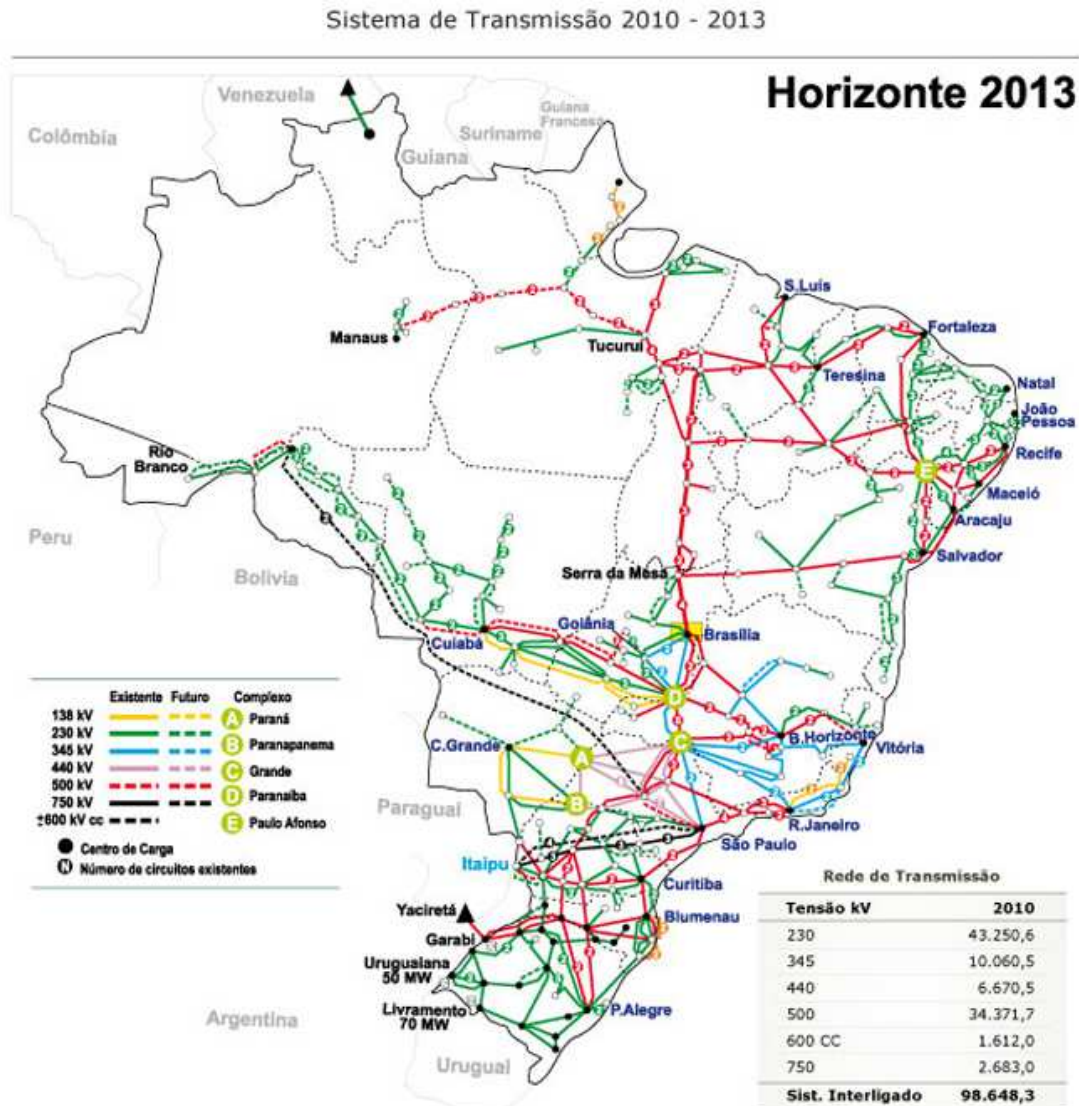 Sistema de Transmissão 2010 - 2013
Horizonte 2013
Venezuela
Colômbia
Guiana
Suriname
Guiana
Francesa
Manaus
Tucuruí
S.Luís
Fortaleza
Teresina
Natal
João
Pessoa
Recife
Maceió
Aracaju
Salvador
Rio
Branco
Peru
Bolivia
Serra da Mesa
Cuiabá
Goiânia
Brasília
E
D
C
B.Horizonte
Vitória
C.Grande
A
B
R.Janeiro
São Paulo
Paraguai
Itaipu
Curitiba
Blumenau
Yaciretá
Garabi
Uruguaiana
50 MW
Livramento
70 MW
P.Alegre
Argentina
Uruguai
Existente Futuro Complexo
138 kV A Paraná
230 kV B Paranapanema
345 kV C Grande
440 kV D Paranaíba
500 kV E Paulo Afonso
750 kV
±600 kV cc
Centro de Carga
N Número de circuitos existentes
Rede de Transmissão
Tensão kV 2010
230 43.250,6
345 10.060,5
440 6.670,5
500 34.371,7
600 CC 1.612,0
750 2.683,0
Sist. Interligado 98.648,3